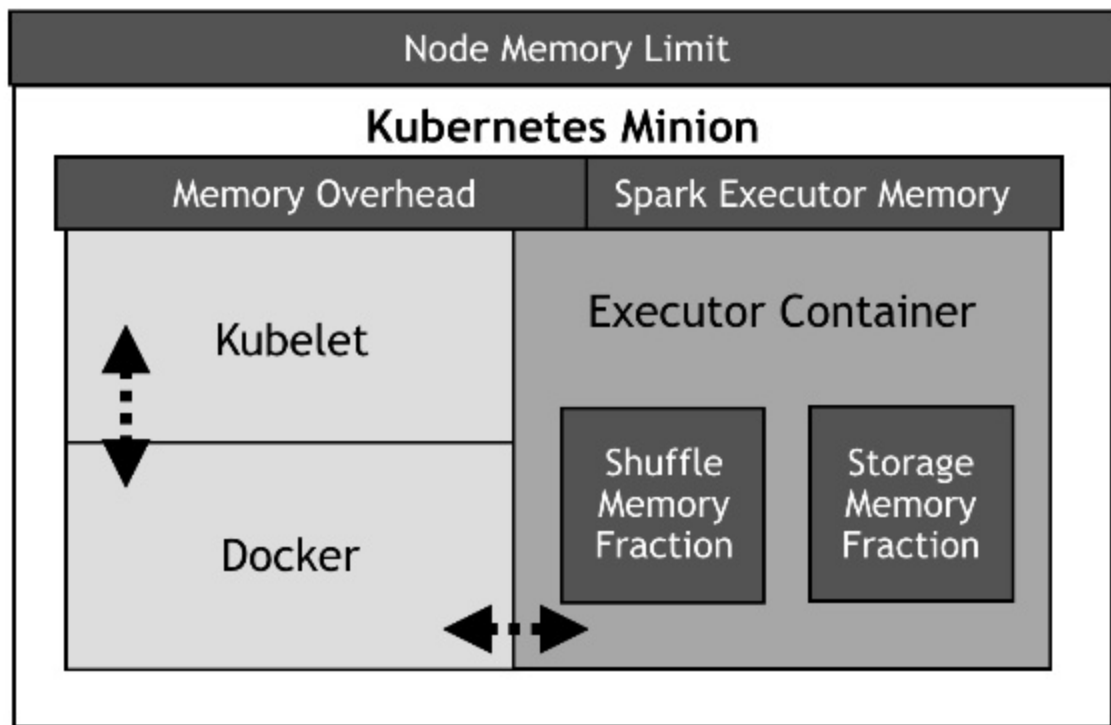 Node Memory Limit
Kubernetes Minion
Memory Overhead
Spark Executor Memory
Kubelet
Docker
Executor Container
Shuffle
Memory
Fraction
Storage
Memory
Fraction